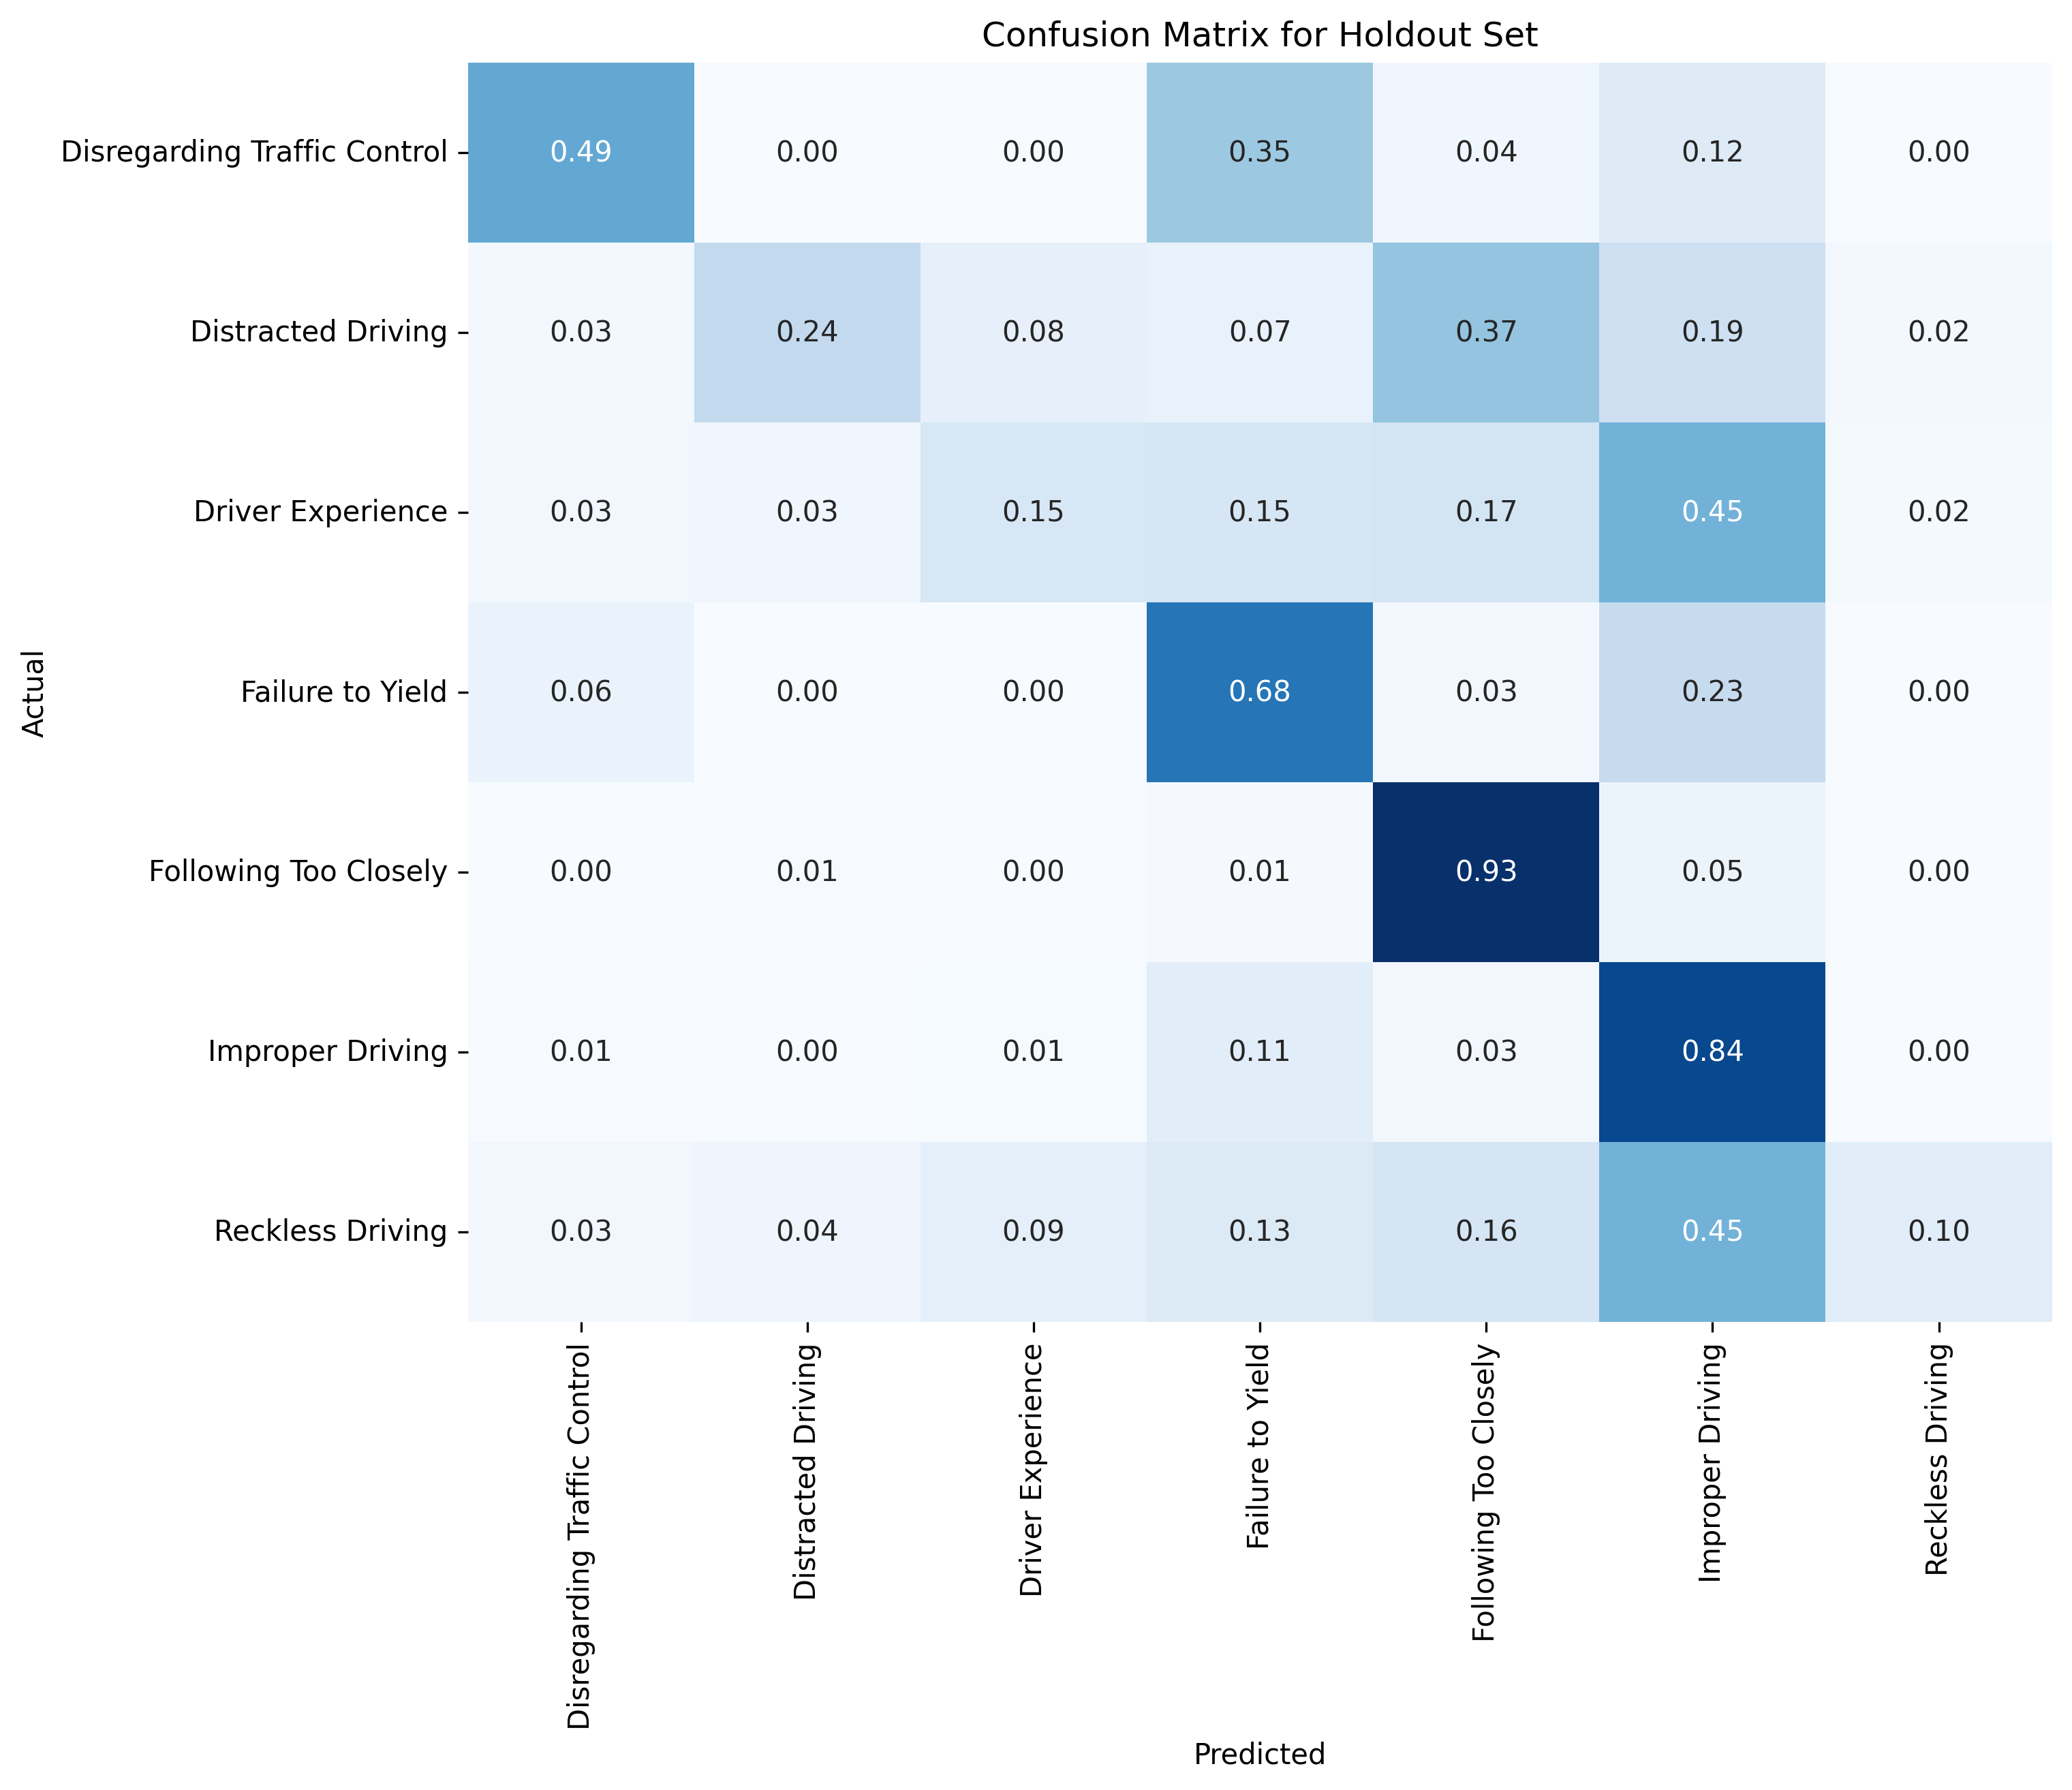 Confusion Matrix for Holdout Set
Disregarding Traffic Control 0.49 0.00 0.00 0.35 0.04 0.12 0.00
Distracted Driving 0.03 0.24 0.08 0.07 0.37 0.19 0.02
Driver Experience 0.03 0.03 0.15 0.15 0.17 0.45 0.02
Failure to Yield 0.06 0.00 0.00 0.68 0.03 0.23 0.00
Following Too Closely 0.00 0.01 0.00 0.01 0.93 0.05 0.00
Improper Driving 0.01 0.00 0.01 0.11 0.03 0.84 0.00
Reckless Driving 0.03 0.04 0.09 0.13 0.16 0.45 0.10
Actual
Disregarding Traffic Control
Distracted Driving
Driver Experience
Failure to Yield
Following Too Closely
Improper Driving
Reckless Driving
Predicted